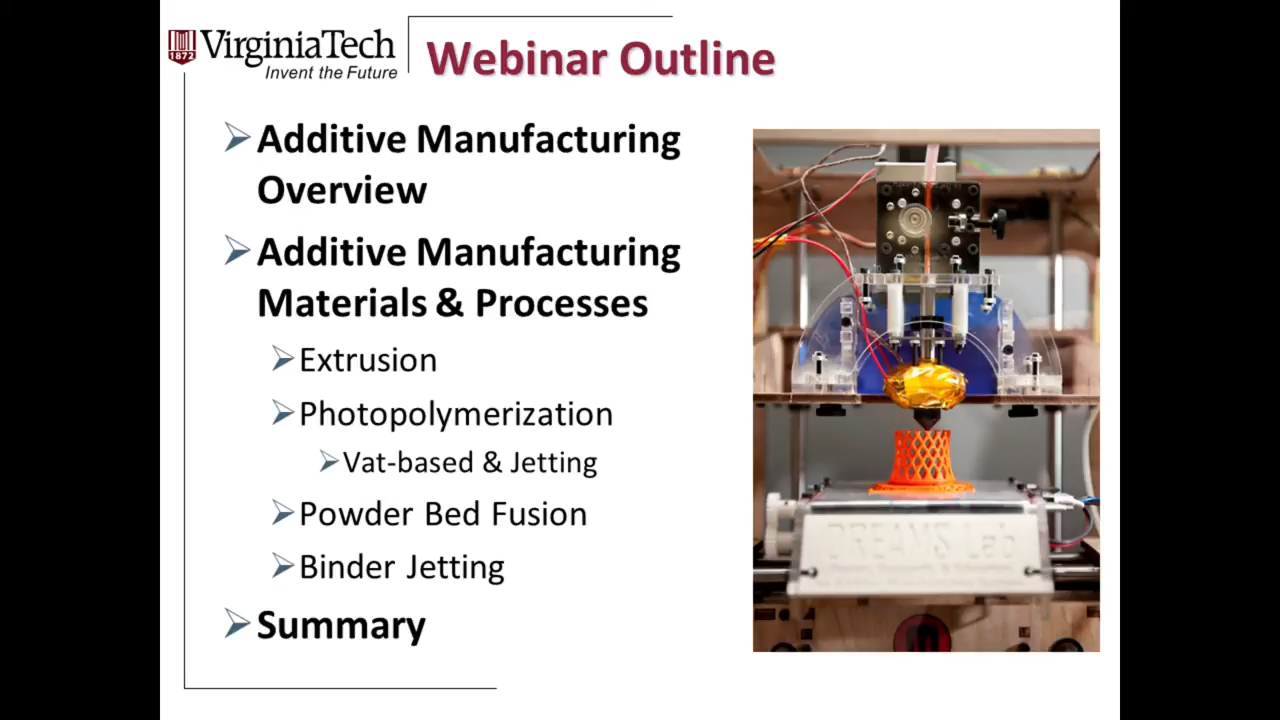 VirginiaTech
1872
Invent the Future
Webinar Outline
Additive Manufacturing
Overview
Additive Manufacturing
Materials & Processes
Extrusion
Photopolymerization
Vat-based & Jetting
Powder Bed Fusion
Binder Jetting
Summary
DREAMS Lab